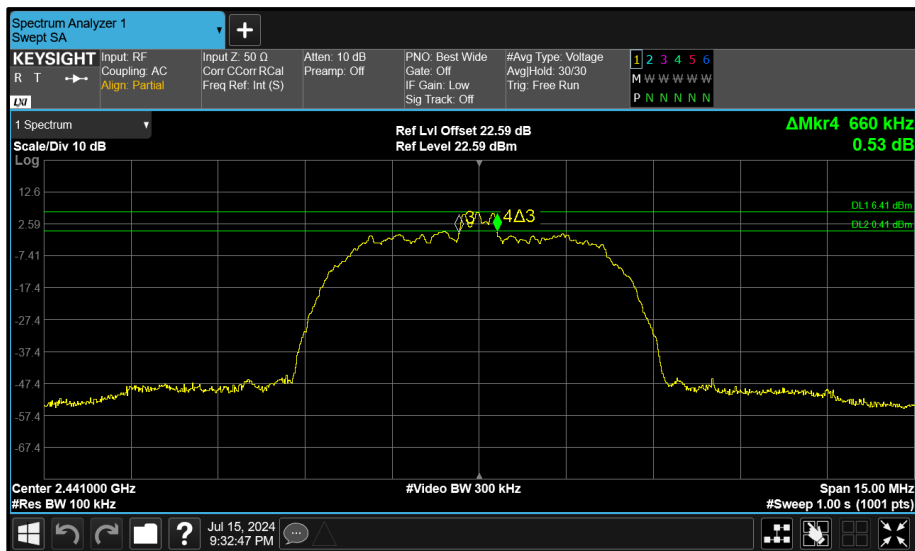 Spectrum Analyzer 1
Swept SA
+
KEYSIGHT Input: RF Input Z: 50 Ω Atten: 10 dB PNO: Best Wide #Avg Type: Voltage 1 2 3 4 5 6
R T Coupling: AC Corr CCorr RCal Preamp: Off Gate: Off Avg|Hold: 30/30 M W W W W W
Align: Partial Freq Ref: Int (S) IF Gain: Low Trig: Free Run
LXI Sig Track: Off P N N N N N
1 Spectrum Ref Lvl Offset 22.59 dB ΔMkr4 660 kHz
Scale/Div 10 dB Ref Level 22.59 dBm 0.53 dB
Log
12.6
DL1 6.41 dBm
3 4Δ3
2.59 DL2 0.41 dBm
-7.41
-17.4
-27.4
-37.4
-47.4
-57.4
-67.4
Center 2.441000 GHz #Video BW 300 kHz Span 15.00 MHz
#Res BW 100 kHz #Sweep 1.00 s (1001 pts)
? Jul 15, 2024
9:32:47 PM